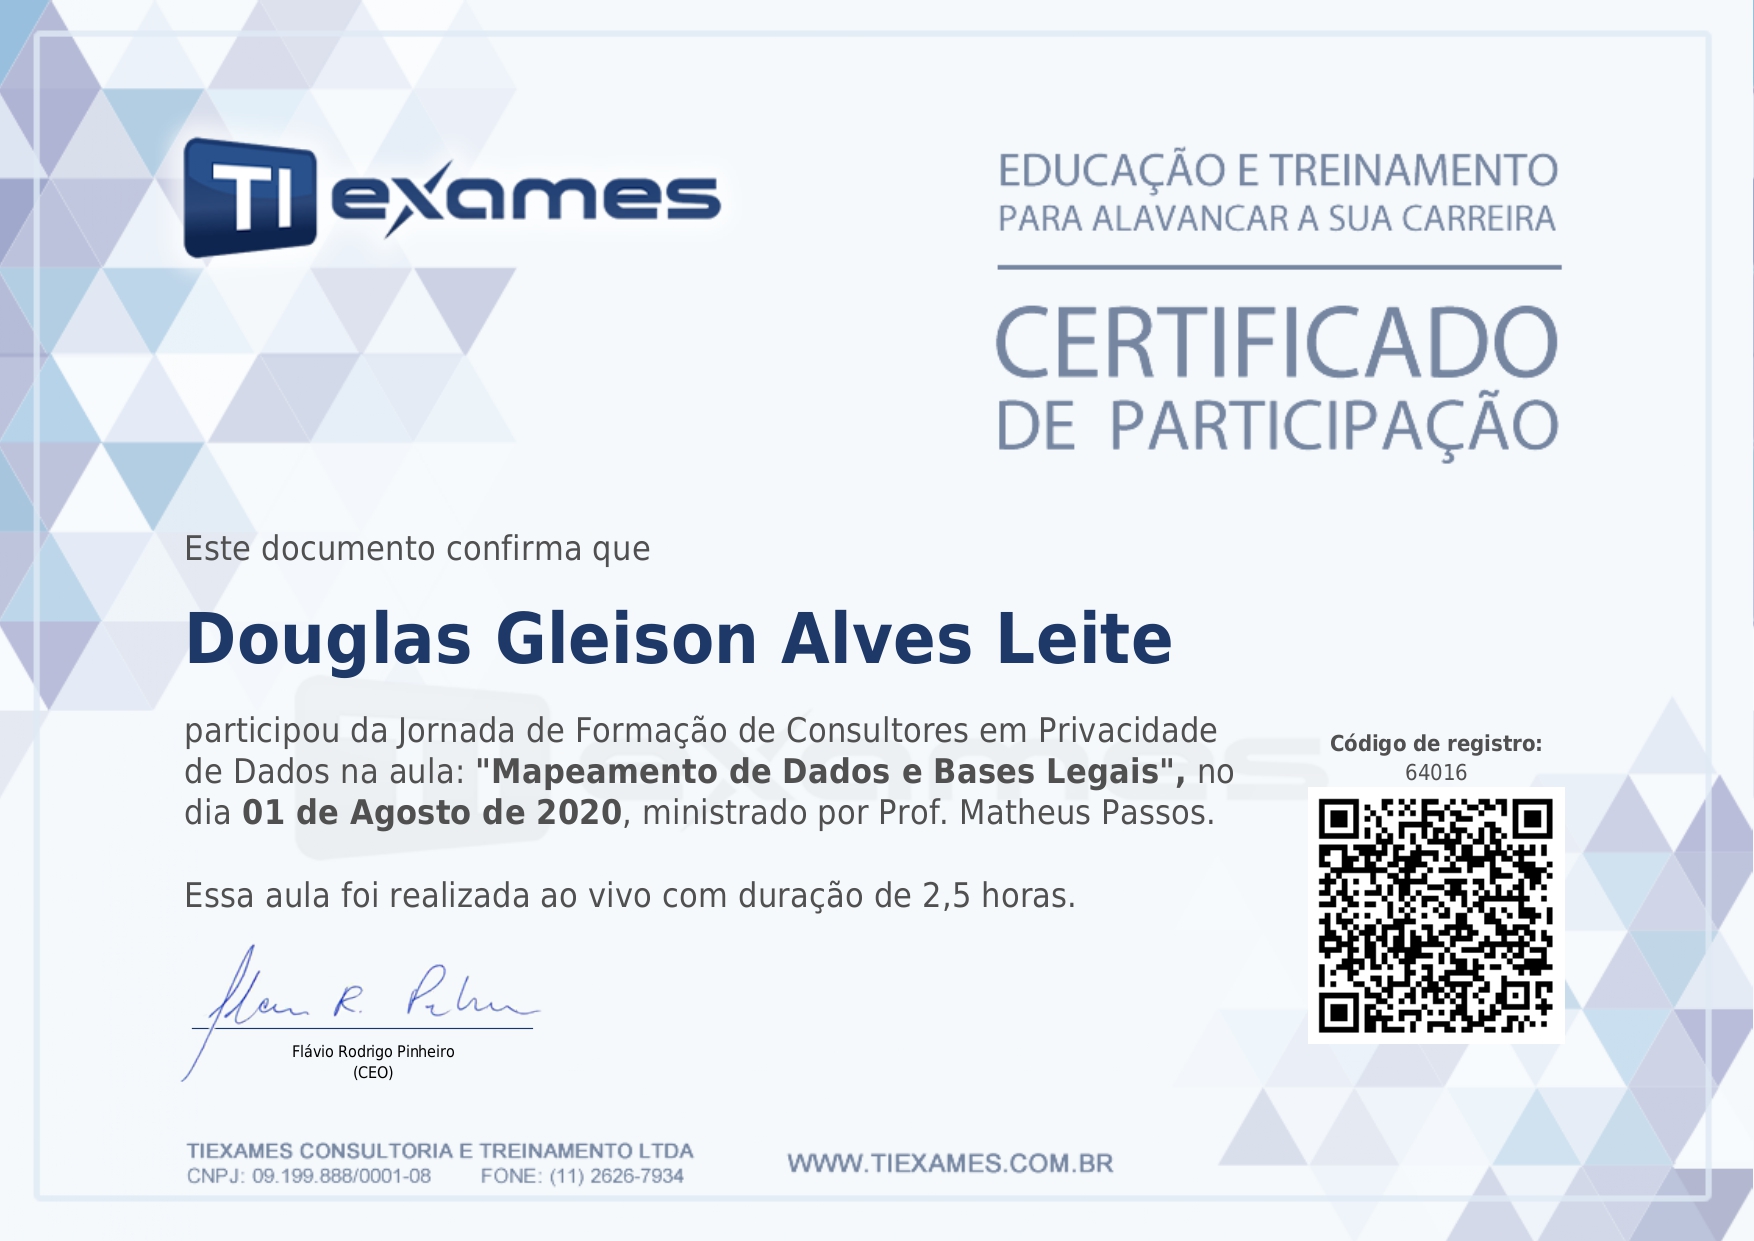 TI exames
EDUCAÇÃO E TREINAMENTO
PARA ALAVANCAR A SUA CARREIRA
CERTIFICADO
DE PARTICIPAÇÃO
Este documento confirma que
Douglas Gleison Alves Leite
participou da Jornada de Formação de Consultores em Privacidade
de Dados na aula: "Mapeamento de Dados e Bases Legais", no
dia 01 de Agosto de 2020, ministrado por Prof. Matheus Passos.
Essa aula foi realizada ao vivo com duração de 2,5 horas.
Código de registro:
64016
Flávio Rodrigo Pinheiro
(CEO)
TIEXAMES CONSULTORIA E TREINAMENTO LTDA
CNPJ: 09.199.888/0001-08 FONE: (11) 2626-7934
WWW.TIEXAMES.COM.BR